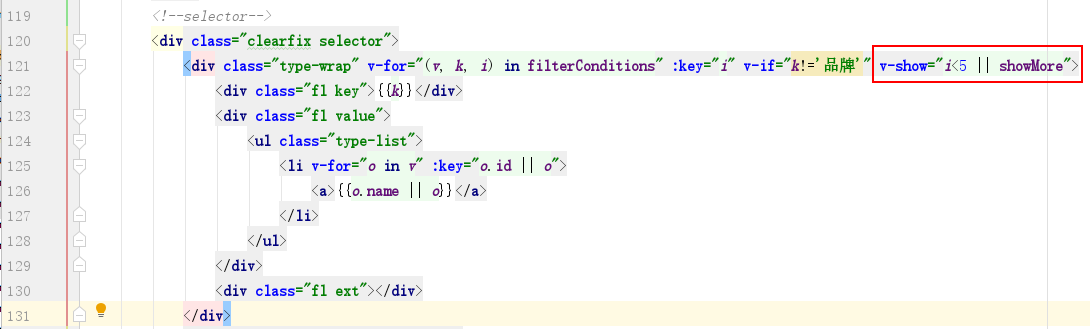 119 <!--selector-->
120 <div class="clearfix selector">
121 <div class="type-wrap" v-for="(v, k, i) in filterConditions" :key="i" v-if="k!='品牌'" v-show="i<5 || showMore">
122 <div class="fl key">{{k}}</div>
123 <div class="fl value">
124 <ul class="type-list">
125 <li v-for="o in v" :key="o.id || o">
126 <a>{{o.name || o}}</a>
127 </li>
128 </ul>
129 </div>
130 <div class="fl ext"></div>
131 </div>